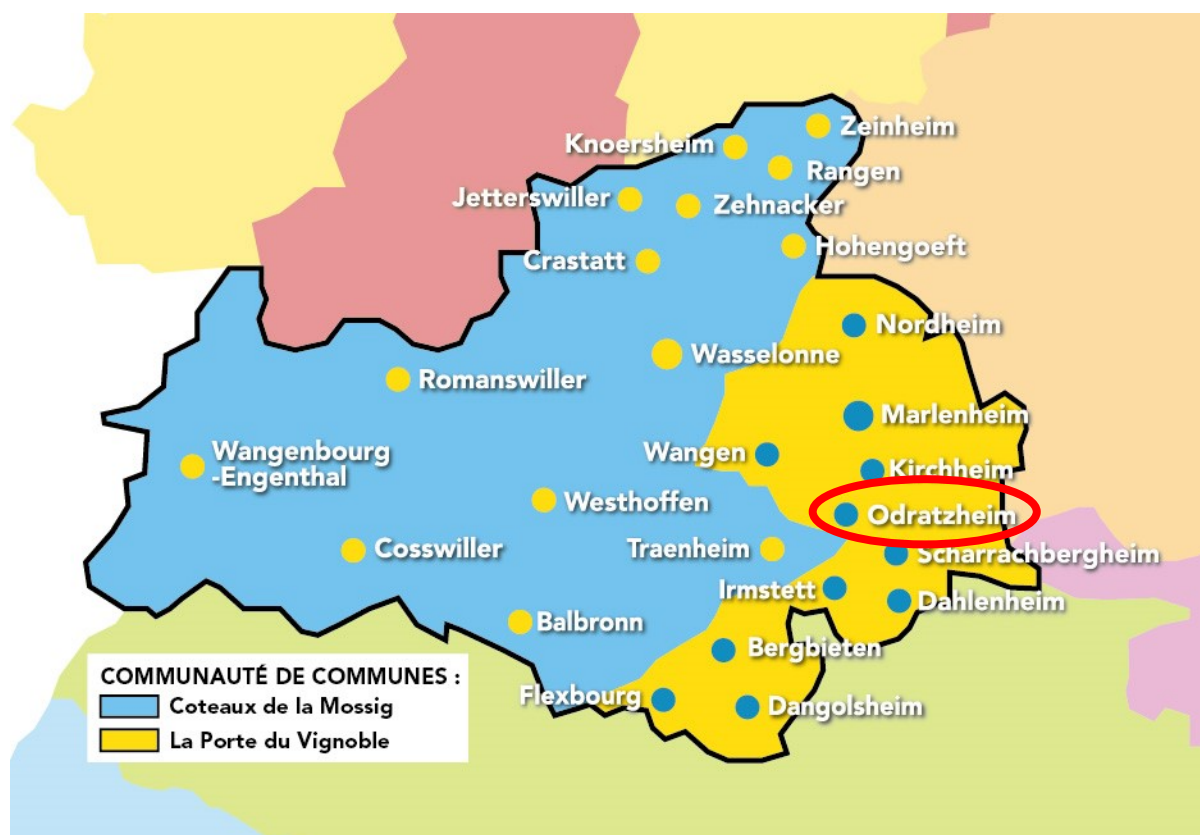 Zeinheim
Knoersheim
Rangen
Jetterswiller
Zehnacker
Hohengoeft
Crastatt
Nordheim
Wasselonne
Romanswiller
Marlenheim
Wangen
Wangenbourg
-Engenthal
Kirchheim
Westhoffen
Odratzheim
Cosswiller
Traenheim
Scharrachbergheim
Irmstett
Dahlenheim
Balbronn
Bergbieten
Flexbourg
Dangolsheim
COMMUNAUTÉ DE COMMUNES :
Coteaux de la Mossig
La Porte du Vignoble